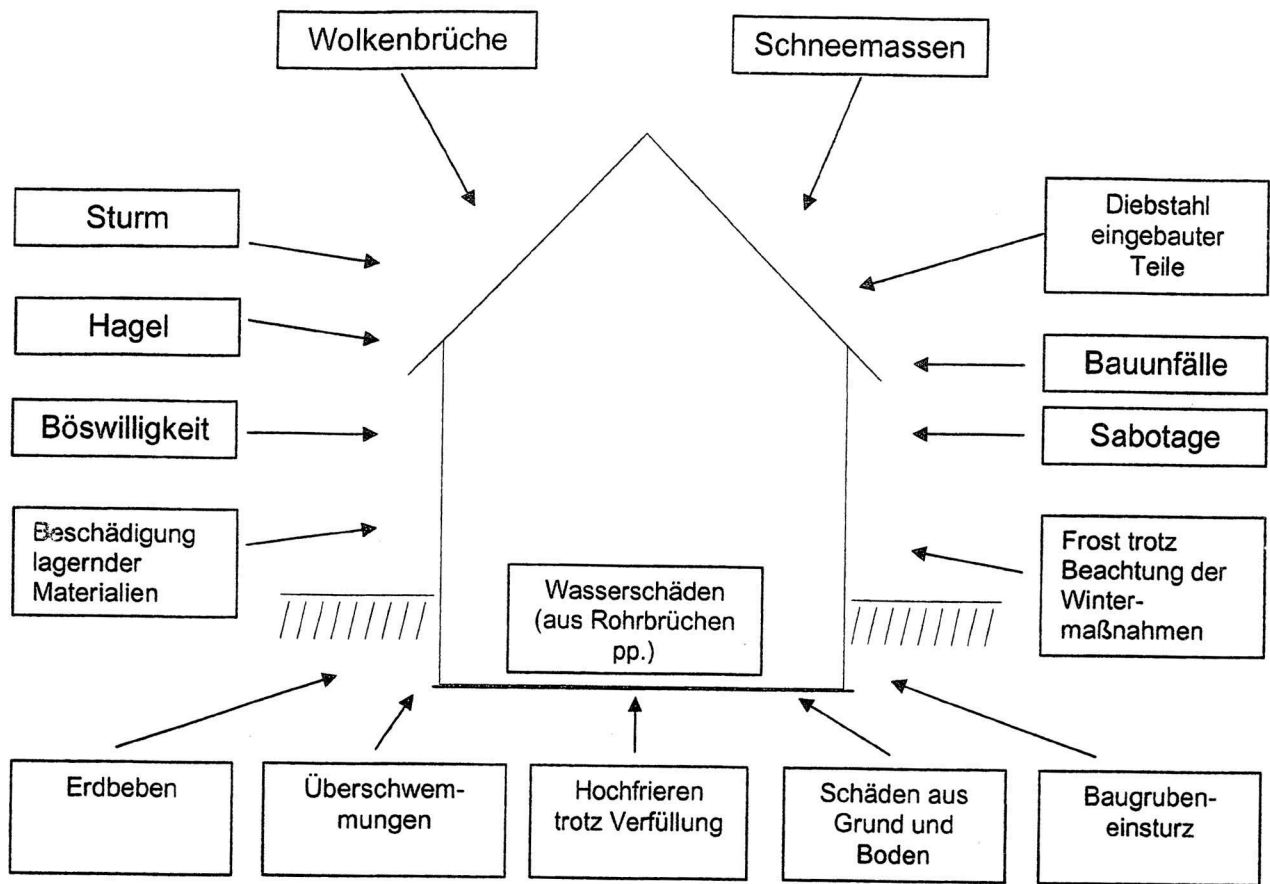 Wolkenbrüche
Schneemassen
Sturm
Diebstahl
eingebauter
Teile
Hagel
Bauunfälle
Böswilligkeit
Sabotage
Beschädigung
lagernder
Materialien
Frost trotz
Beachtung der
Winter-
maßnahmen
Wasserschäden
(aus Rohrbrüchen
pp.)
Erdbeben
Überschwem-
mungen
Hochfrieren
trotz Verfüllung
Schäden aus
Grund und
Boden
Baugruben-
einsturz